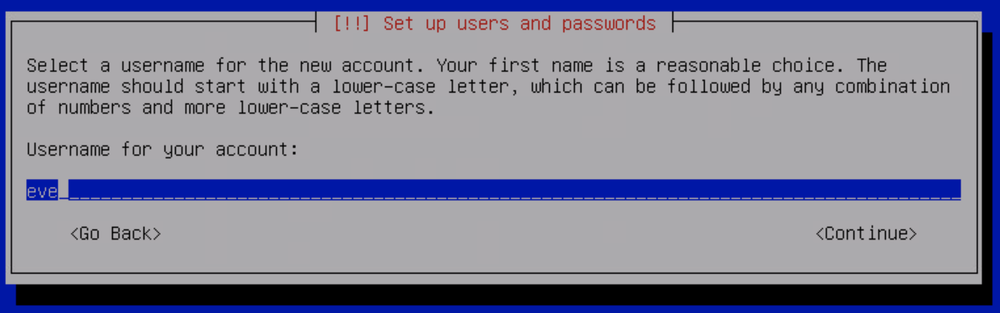 [!!] Set up users and passwords
Select a username for the new account. Your first name is a reasonable choice. The
username should start with a lower-case letter, which can be followed by any combination
of numbers and more lower-case letters.
Username for your account:
eve
<Go Back> <Continue>